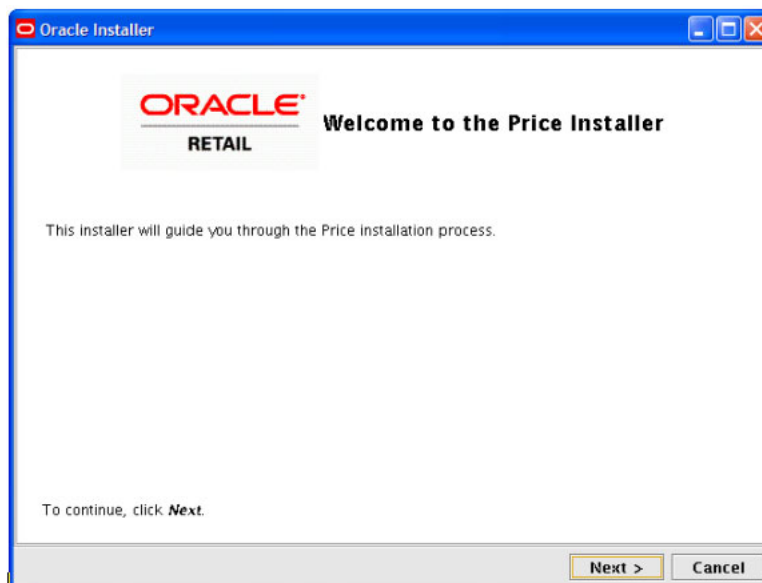 Oracle Installer
ORACLE
RETAIL
Welcome to the Price Installer
This installer will guide you through the Price installation process.
To continue, click Next.
Next >
Cancel